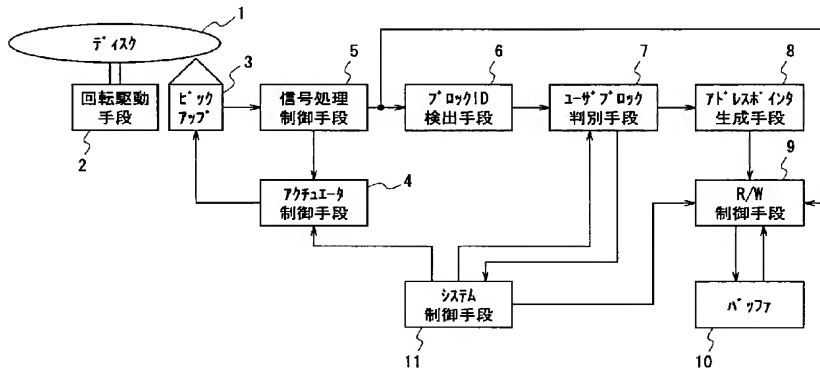 1
ディスク
2
回転駆動
手段
3
ピック
アップ
5
信号処理
制御手段
6
ブロックID
検出手段
7
ユーザブロック
判別手段
8
アドレスポインタ
生成手段
4
アクチュエータ
制御手段
9
R/W
制御手段
11
システム
制御手段
10
バッファ